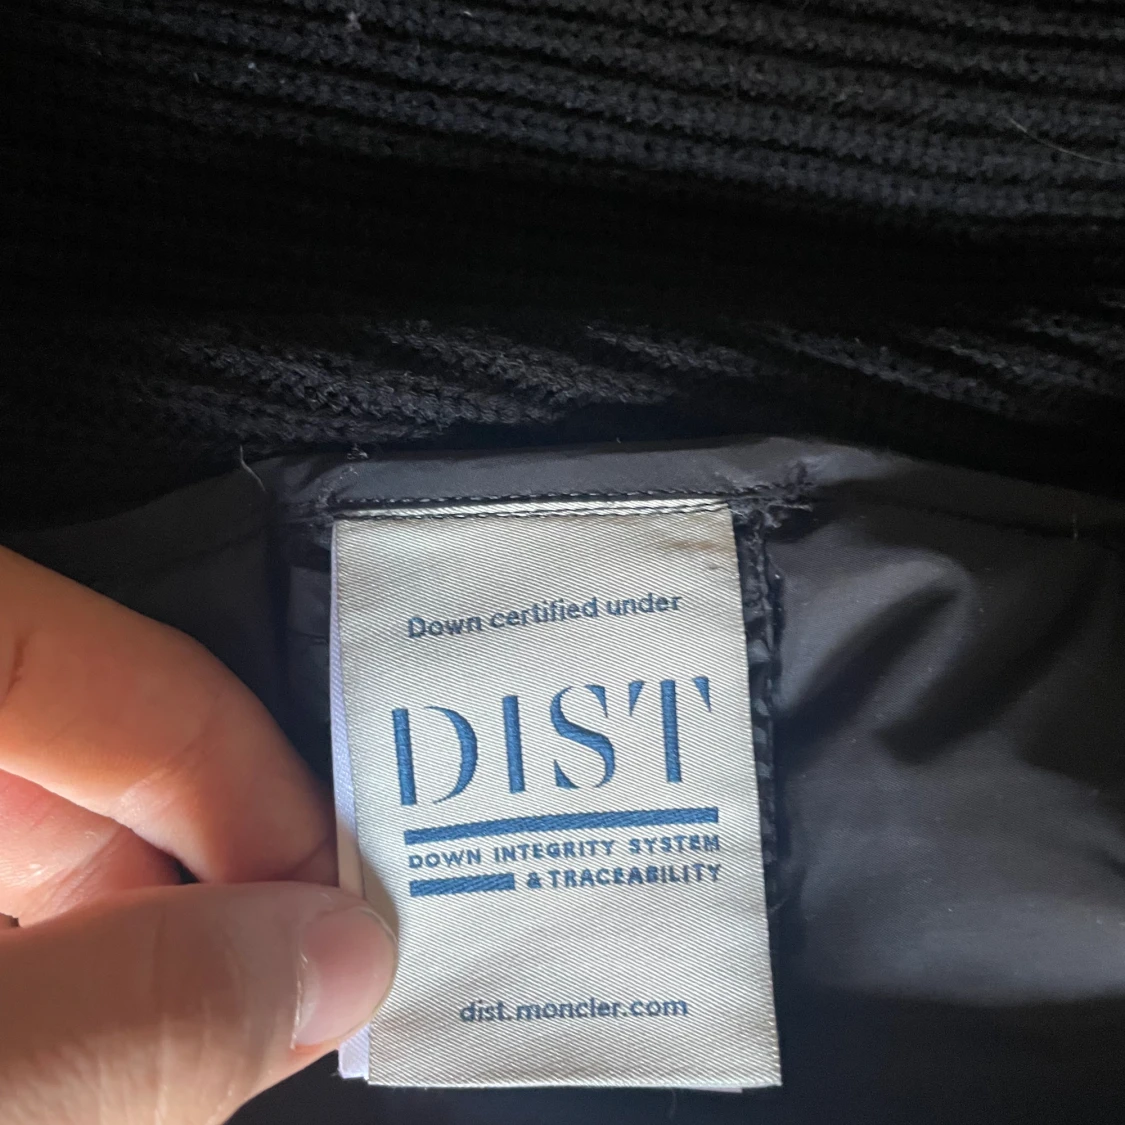 Down certified under
DIST
DOWN INTEGRITY SYSTEM
& TRACEABILITY
dist.moncler.com